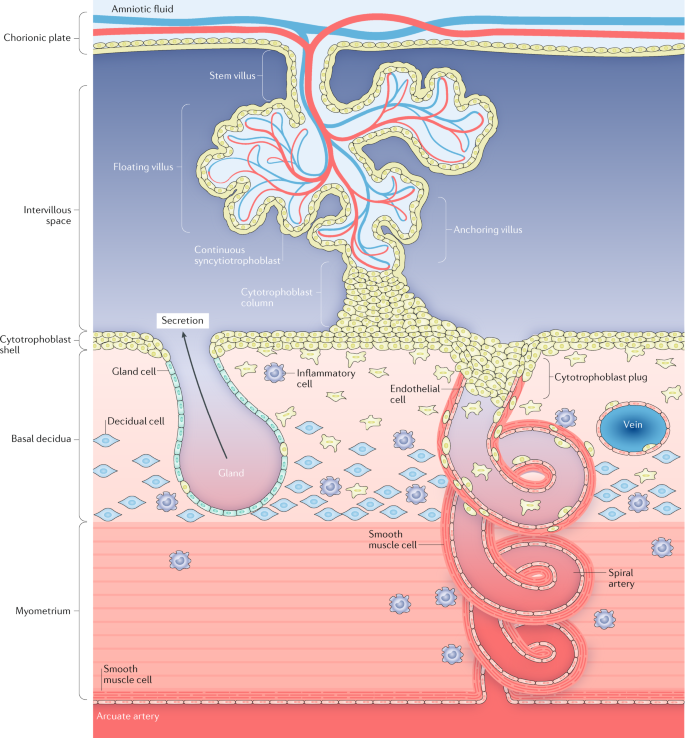 Amniotic fluid
Chorionic plate
Stem villus
Floating villus
Intervillous
space
Anchoring villus
Continuous
syncytiotrophoblast
Cytotrophoblast
column
Secretion
Cytotrophoblast
shell
Gland cell
Inflammatory
cell
Endothelial
cell
Cytotrophoblast plug
Decidual cell
Vein
Basal decidua
Gland
Smooth
muscle cell
Spiral
artery
Myometrium
Smooth
muscle cell
Arcuate artery